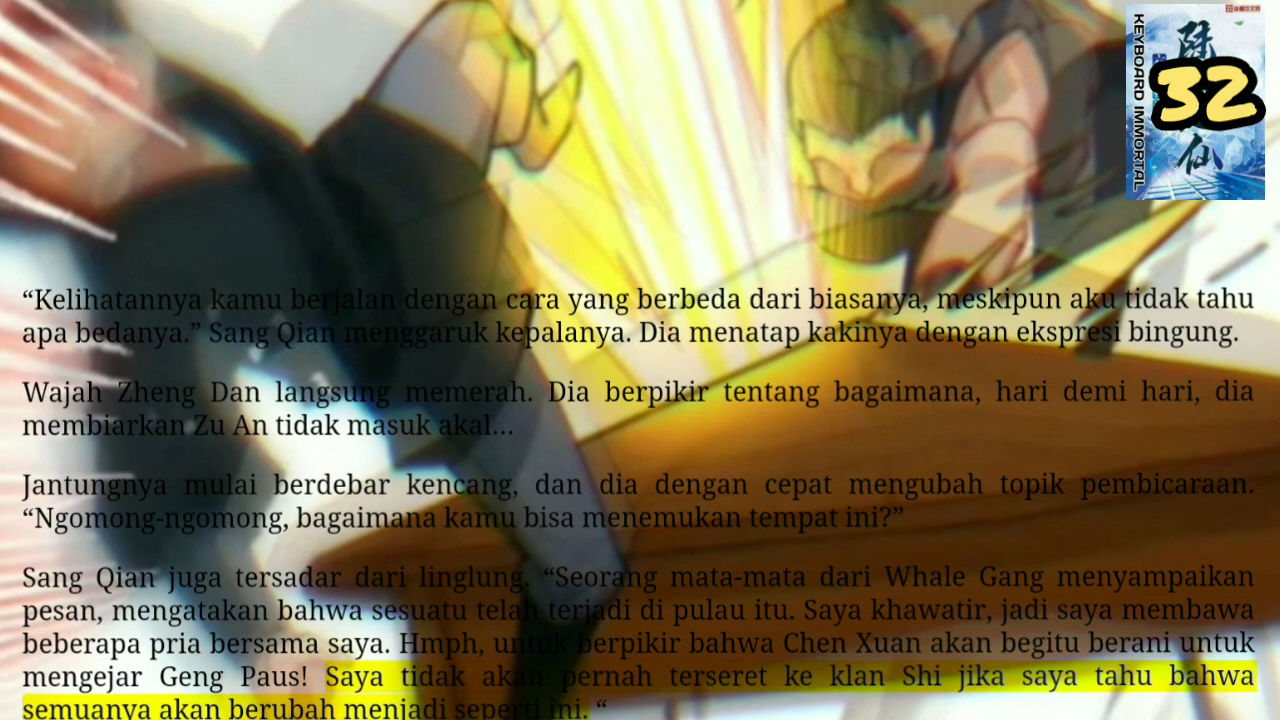 KEYBOARD IMMORTAL
陆
32
仙
“Kelihatannya kamu berjalan dengan cara yang berbeda dari biasanya, meskipun aku tidak tahu
apa bedanya.” Sang Qian menggaruk kepalanya. Dia menatap kakinya dengan ekspresi bingung.
Wajah Zheng Dan langsung memerah. Dia berpikir tentang bagaimana, hari demi hari, dia
membiarkan Zu An tidak masuk akal...
Jantungnya mulai berdebar kencang, dan dia dengan cepat mengubah topik pembicaraan.
“Ngomong-ngomong, bagaimana kamu bisa menemukan tempat ini?”
Sang Qian juga tersadar dari linglung. “Seorang mata-mata dari Whale Gang menyampaikan
pesan, mengatakan bahwa sesuatu telah terjadi di pulau itu. Saya khawatir, jadi saya membawa
beberapa pria bersama saya. Hmph, untuk berpikir bahwa Chen Xuan akan begitu berani untuk
mengejar Geng Paus! Saya tidak akan pernah terseret ke klan Shi jika saya tahu bahwa
semuanya akan berubah menjadi seperti ini. “